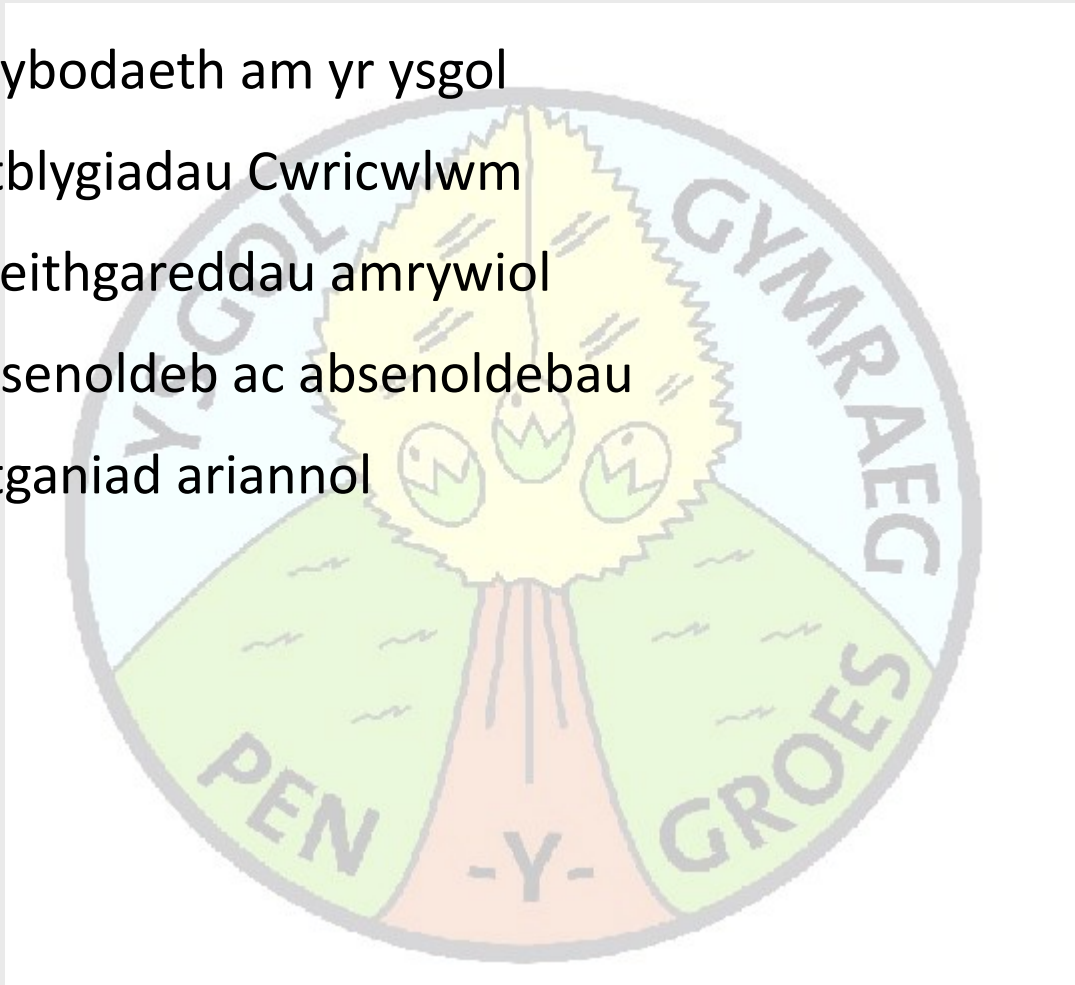 ybodaeth am yr ysgol
tblygiadau Cwricwlwm
eithgareddau amrywiol
senoldeb ac absenoldebau
tganiad ariannol
YSGOL GYMRAEG
PEN -Y- GROES